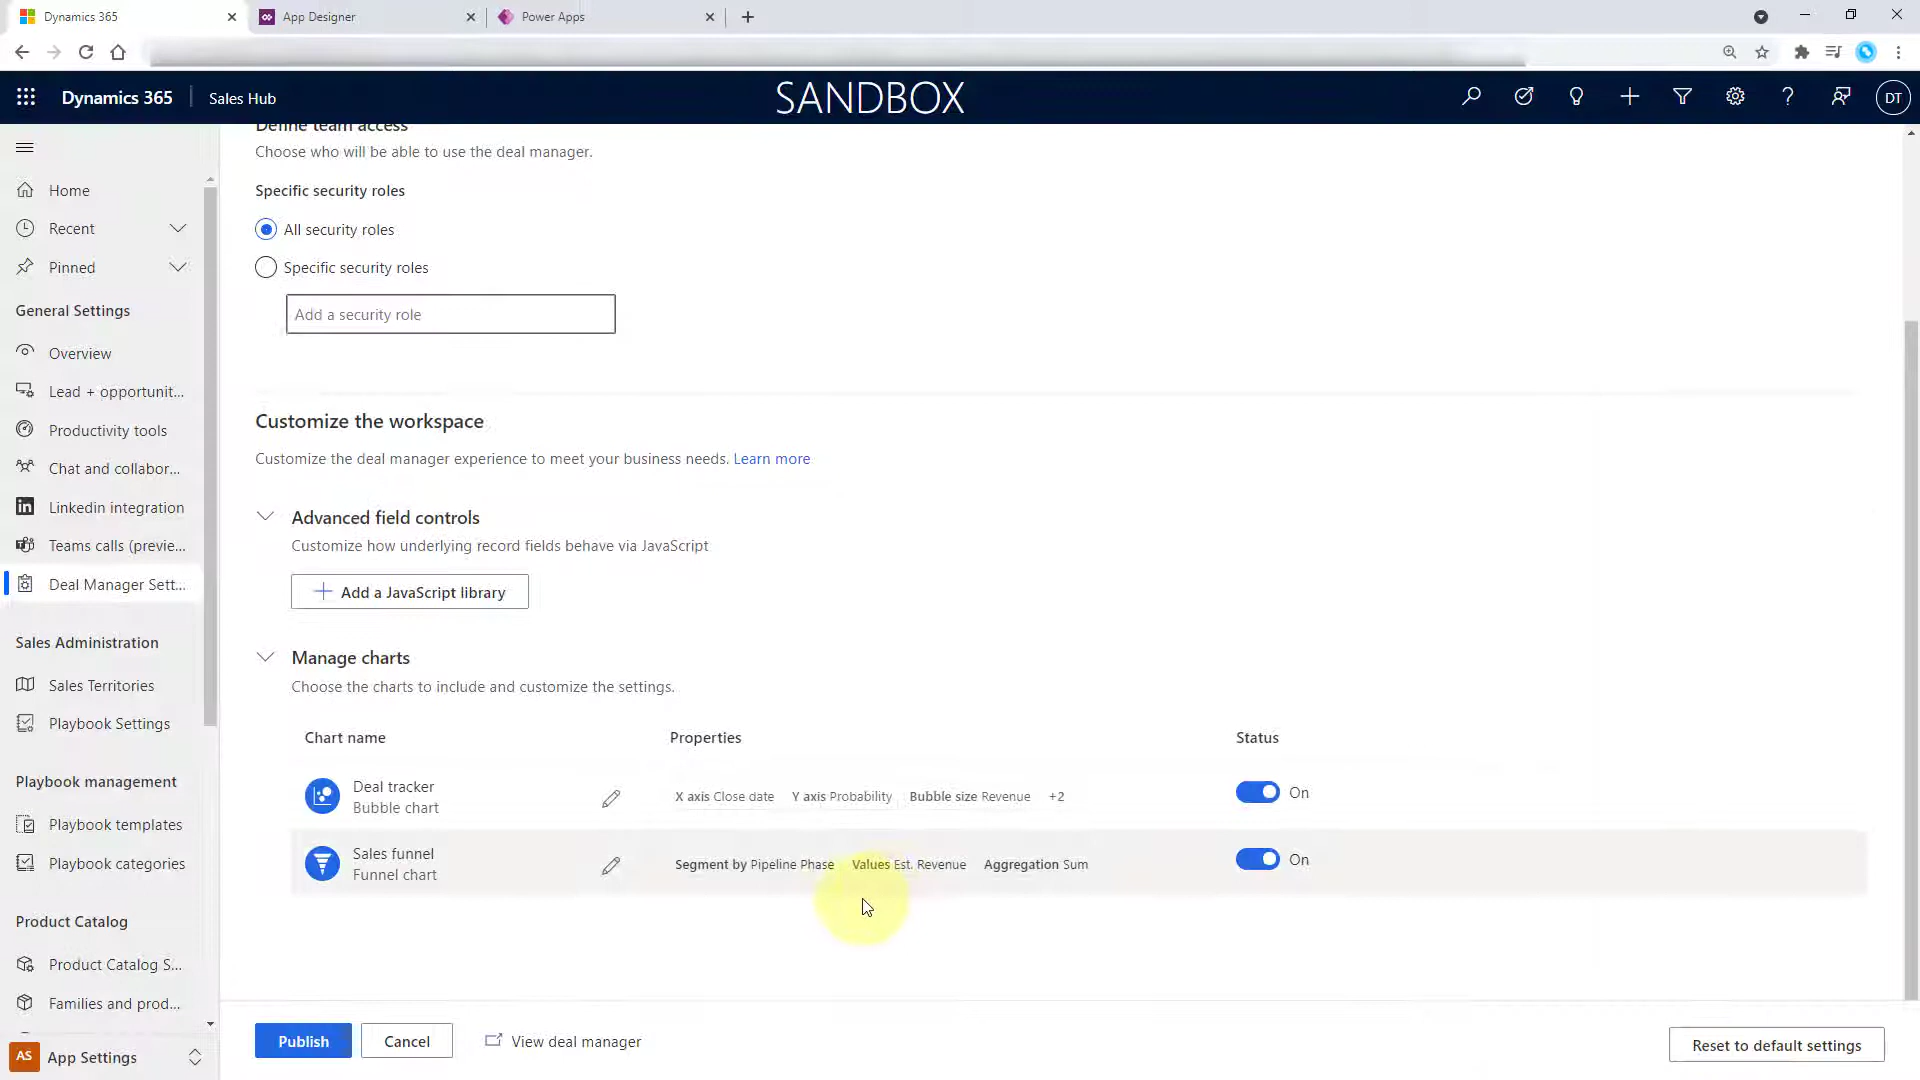 Dynamics 365
App Designer
Power Apps
Dynamics 365
Sales Hub
SANDBOX
DT
Home
Recent
Pinned
General Settings
Overview
Lead + opportunit...
Productivity tools
Chat and collabor...
Linkedin integration
Teams calls (previe...
Deal Manager Sett...
Sales Administration
Sales Territories
Playbook Settings
Playbook management
Playbook templates
Playbook categories
Product Catalog
Product Catalog S...
Families and prod...
AS App Settings
Define team access
Choose who will be able to use the deal manager.
Specific security roles
All security roles
Specific security roles
Add a security role
Customize the workspace
Customize the deal manager experience to meet your business needs. Learn more
Advanced field controls
Customize how underlying record fields behave via JavaScript
Add a JavaScript library
Manage charts
Choose the charts to include and customize the settings.
Chart name Properties Status
Deal tracker
Bubble chart
X axis Close date Y axis Probability Bubble size Revenue +2
On
Sales funnel
Funnel chart
Segment by Pipeline Phase Values Est. Revenue Aggregation Sum
On
Publish
Cancel
View deal manager
Reset to default settings